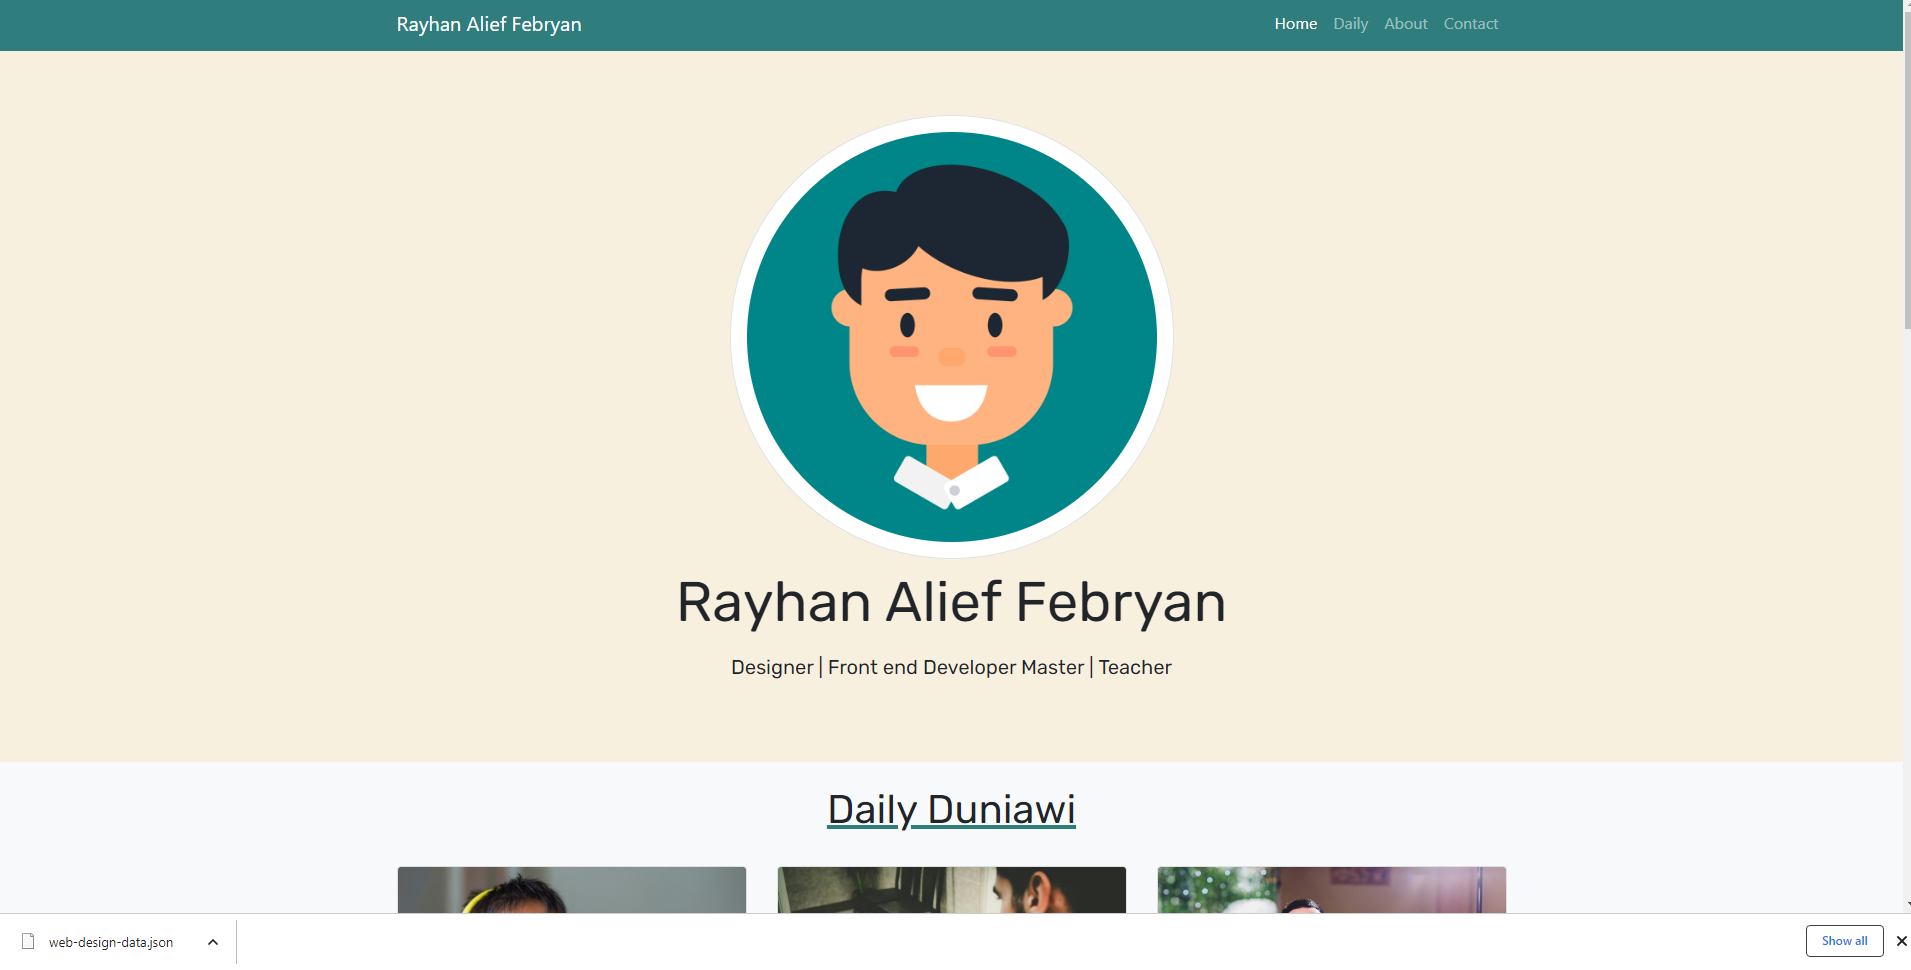 Rayhan Alief Febryan
Home Daily About Contact
Rayhan Alief Febryan
Designer | Front end Developer Master | Teacher
Daily Duniawi
web-design-data.json
Show all